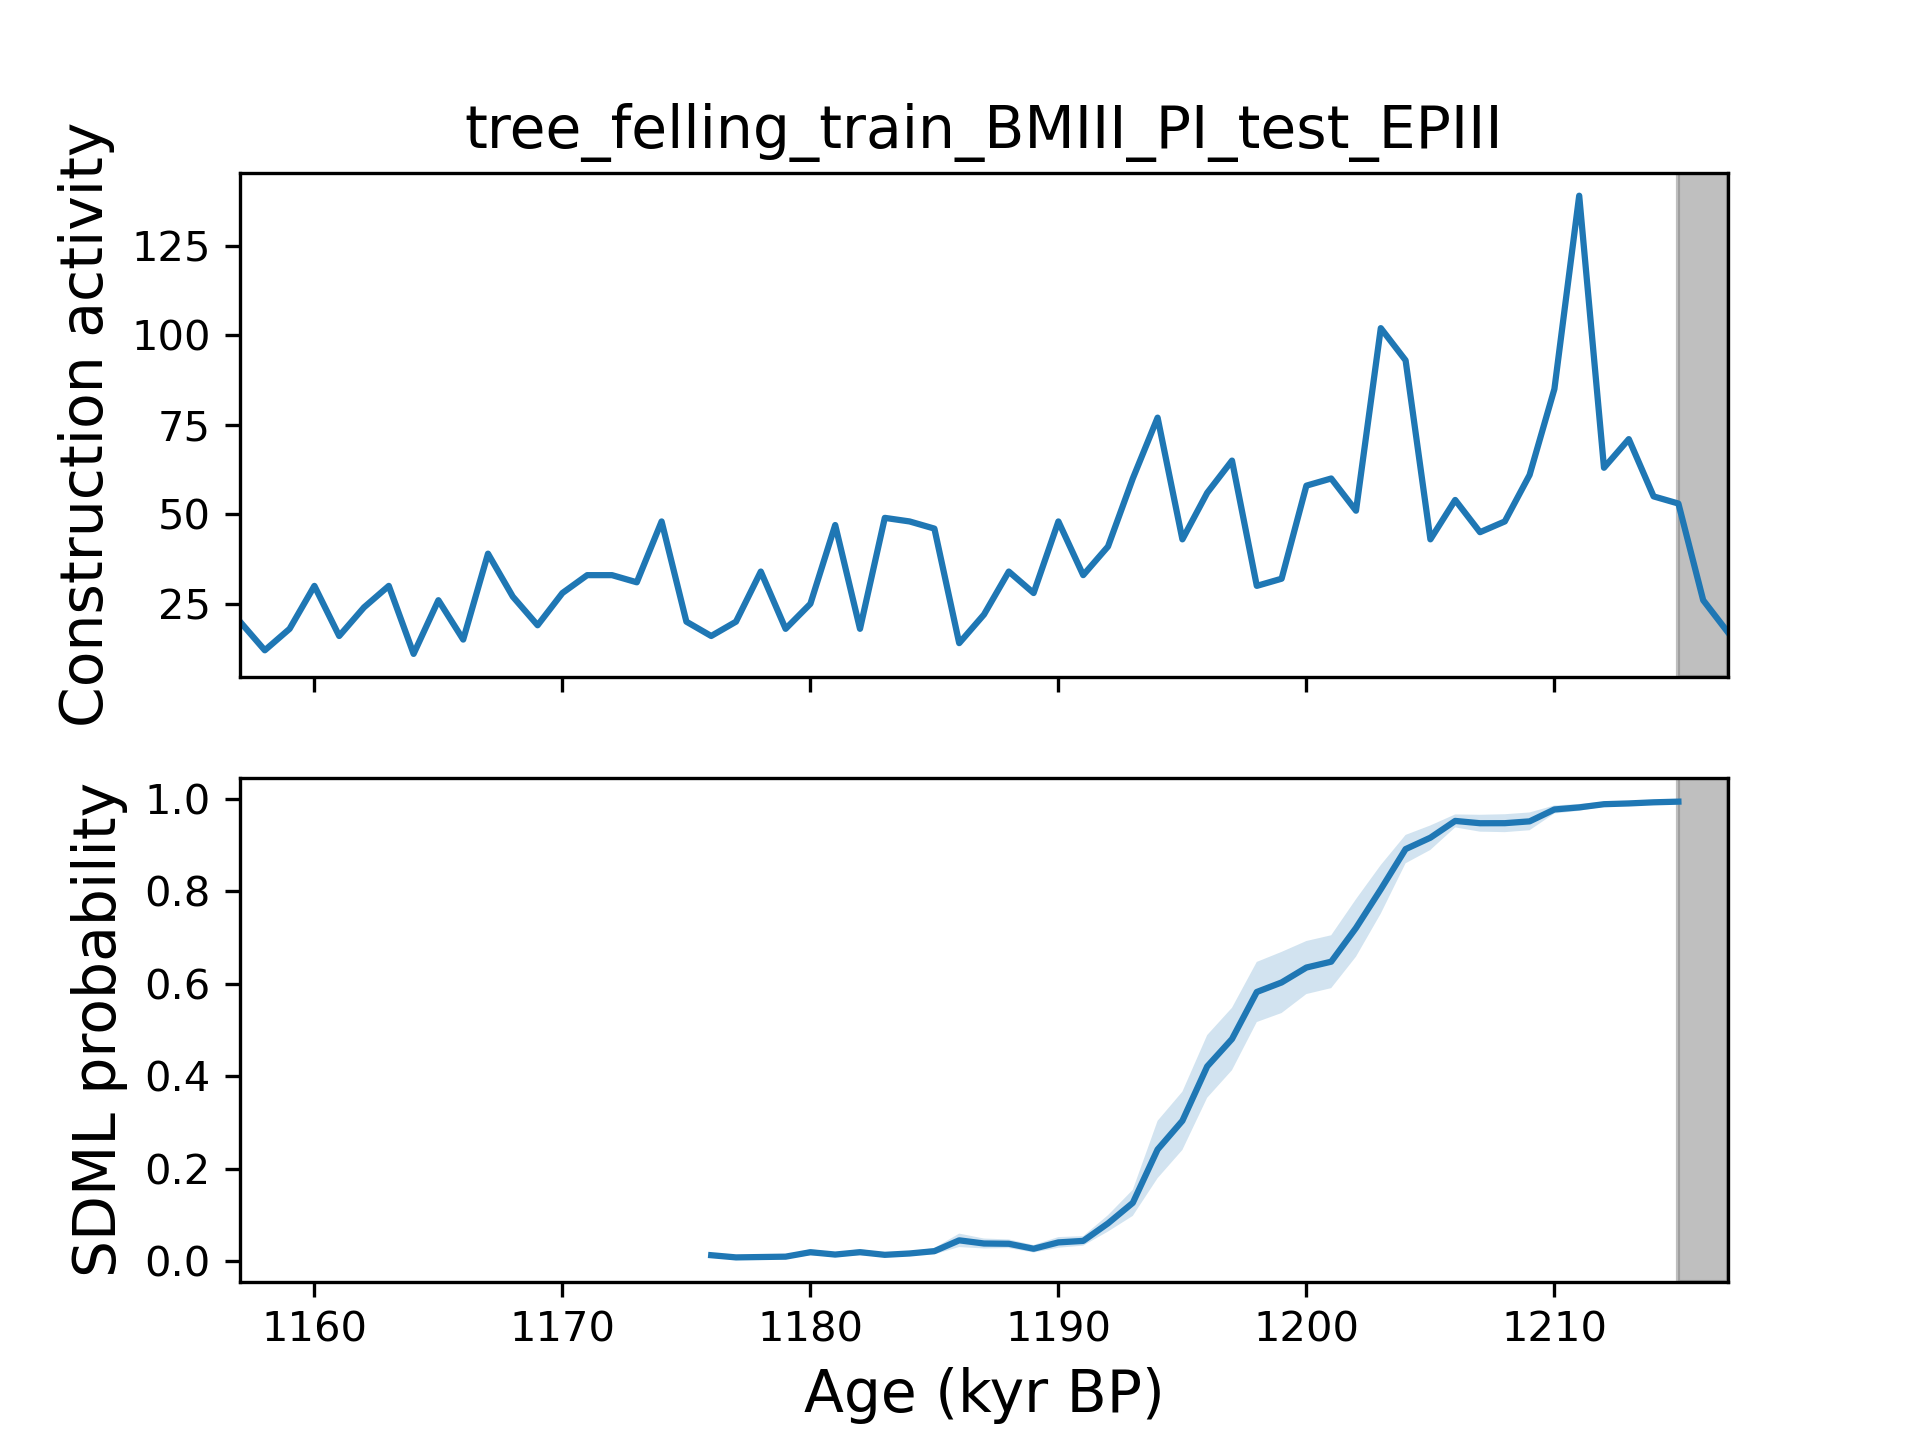 tree_felling_train_BMIII_PI_test_EPIII
Construction activity
125
100
75
50
25
SDML probability
1.0
0.8
0.6
0.4
0.2
0.0
1160 1170 1180 1190 1200 1210
Age (kyr BP)